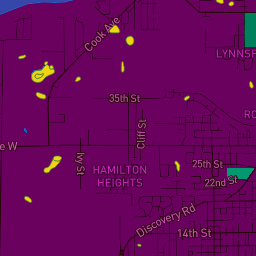 Cook Ave
LYNNSF
35th St
RO
Cliff St
e W
Ivy St
HAMILTON
HEIGHTS
25th St
22nd St
Discovery Rd
14th St